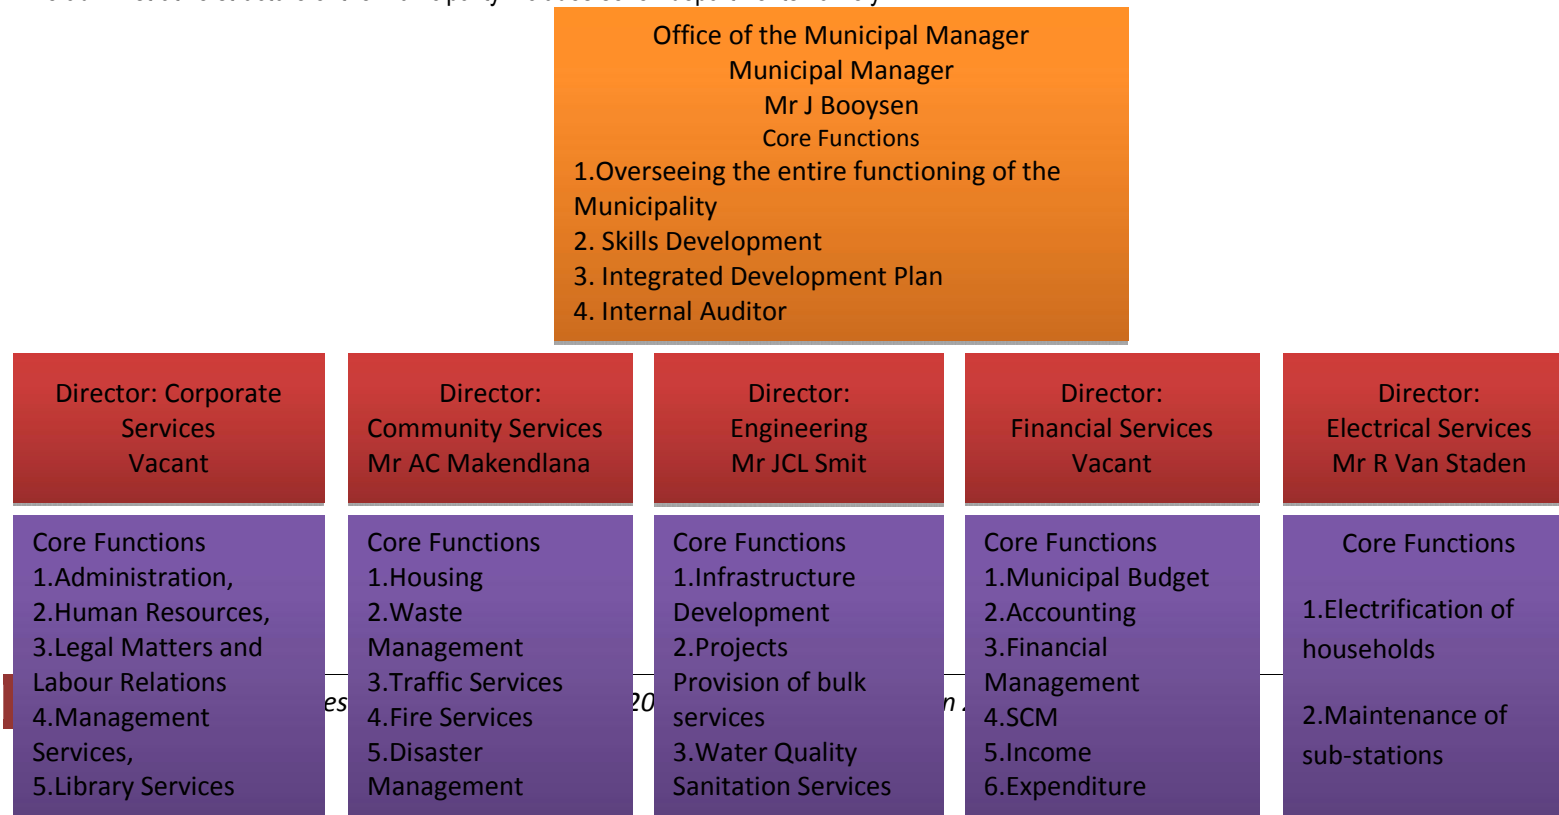 Office of the Municipal Manager
Municipal Manager
Mr J Booysen
Core Functions
1.Overseeing the entire functioning of the
Municipality
2. Skills Development
3. Integrated Development Plan
4. Internal Auditor
Director: Corporate
Services
Vacant
Director:
Community Services
Mr AC Makendlana
Director:
Engineering
Mr JCL Smit
Director:
Financial Services
Vacant
Director:
Electrical Services
Mr R Van Staden
Core Functions
1.Administration,
2.Human Resources,
3.Legal Matters and
Labour Relations
4.Management
Services,
5.Library Services
Core Functions
1.Housing
2.Waste
Management
3.Traffic Services
4.Fire Services
5.Disaster
Management
Core Functions
1.Infrastructure
Development
2.Projects
Provision of bulk
services
3.Water Quality
Sanitation Services
Core Functions
1.Municipal Budget
2.Accounting
3.Financial
Management
4.SCM
5.Income
6.Expenditure
Core Functions
1.Electrification of
households
2.Maintenance of
sub-stations